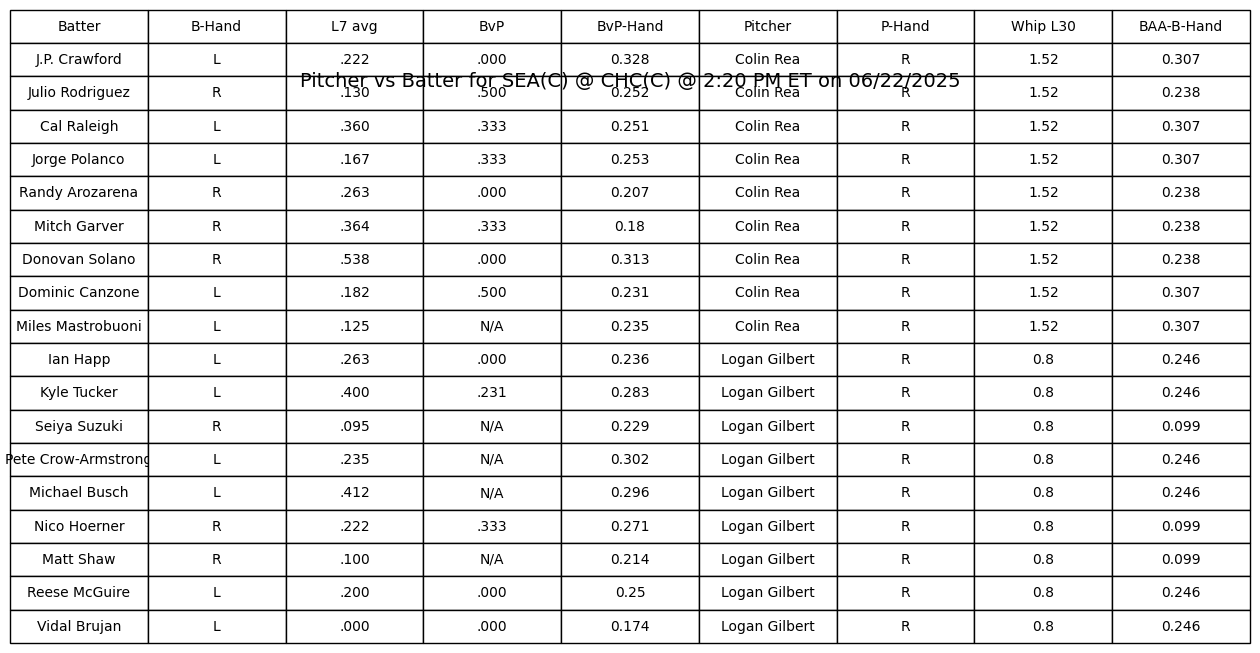 Batter B-Hand L7 avg BvP BvP-Hand Pitcher P-Hand Whip L30 BAA-B-Hand
J.P. Crawford L .222 .000 0.328 Colin Rea R 1.52 0.307
Pitcher vs Batter for SEA(C) @ CHC(C) @ 2:20 PM ET on 06/22/2025
Julio Rodriguez R .130 .500 0.252 Colin Rea R 1.52 0.238
Cal Raleigh L .360 .333 0.251 Colin Rea R 1.52 0.307
Jorge Polanco L .167 .333 0.253 Colin Rea R 1.52 0.307
Randy Arozarena R .263 .000 0.207 Colin Rea R 1.52 0.238
Mitch Garver R .364 .333 0.18 Colin Rea R 1.52 0.238
Donovan Solano R .538 .000 0.313 Colin Rea R 1.52 0.238
Dominic Canzone L .182 .500 0.231 Colin Rea R 1.52 0.307
Miles Mastrobuoni L .125 N/A 0.235 Colin Rea R 1.52 0.307
Ian Happ L .263 .000 0.236 Logan Gilbert R 0.8 0.246
Kyle Tucker L .400 .231 0.283 Logan Gilbert R 0.8 0.246
Seiya Suzuki R .095 N/A 0.229 Logan Gilbert R 0.8 0.099
Pete Crow-Armstrong L .235 N/A 0.302 Logan Gilbert R 0.8 0.246
Michael Busch L .412 N/A 0.296 Logan Gilbert R 0.8 0.246
Nico Hoerner R .222 .333 0.271 Logan Gilbert R 0.8 0.099
Matt Shaw R .100 N/A 0.214 Logan Gilbert R 0.8 0.099
Reese McGuire L .200 .000 0.25 Logan Gilbert R 0.8 0.246
Vidal Brujan L .000 .000 0.174 Logan Gilbert R 0.8 0.246